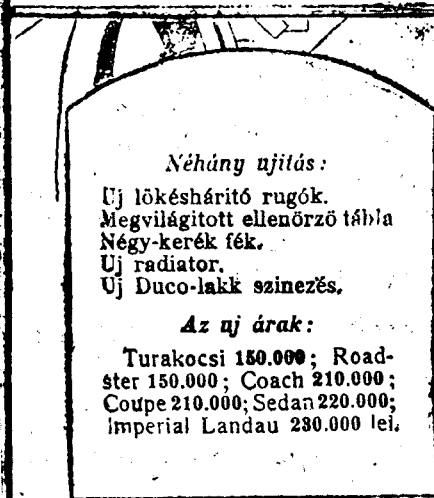 Néhány ujitás:
Uj lökésháritó rugók.
Megvilágitott ellenörzö tábla
Négy-kerék fék.
Uj radiator.
Uj Duco-lakk szinezés.
Az uj árak:
Turakocsi 150.000; Road-
ster 150.000; Coach 210.000;
Coupe 210.000; Sedan 220.000;
Imperial Landau 230.000 lei.